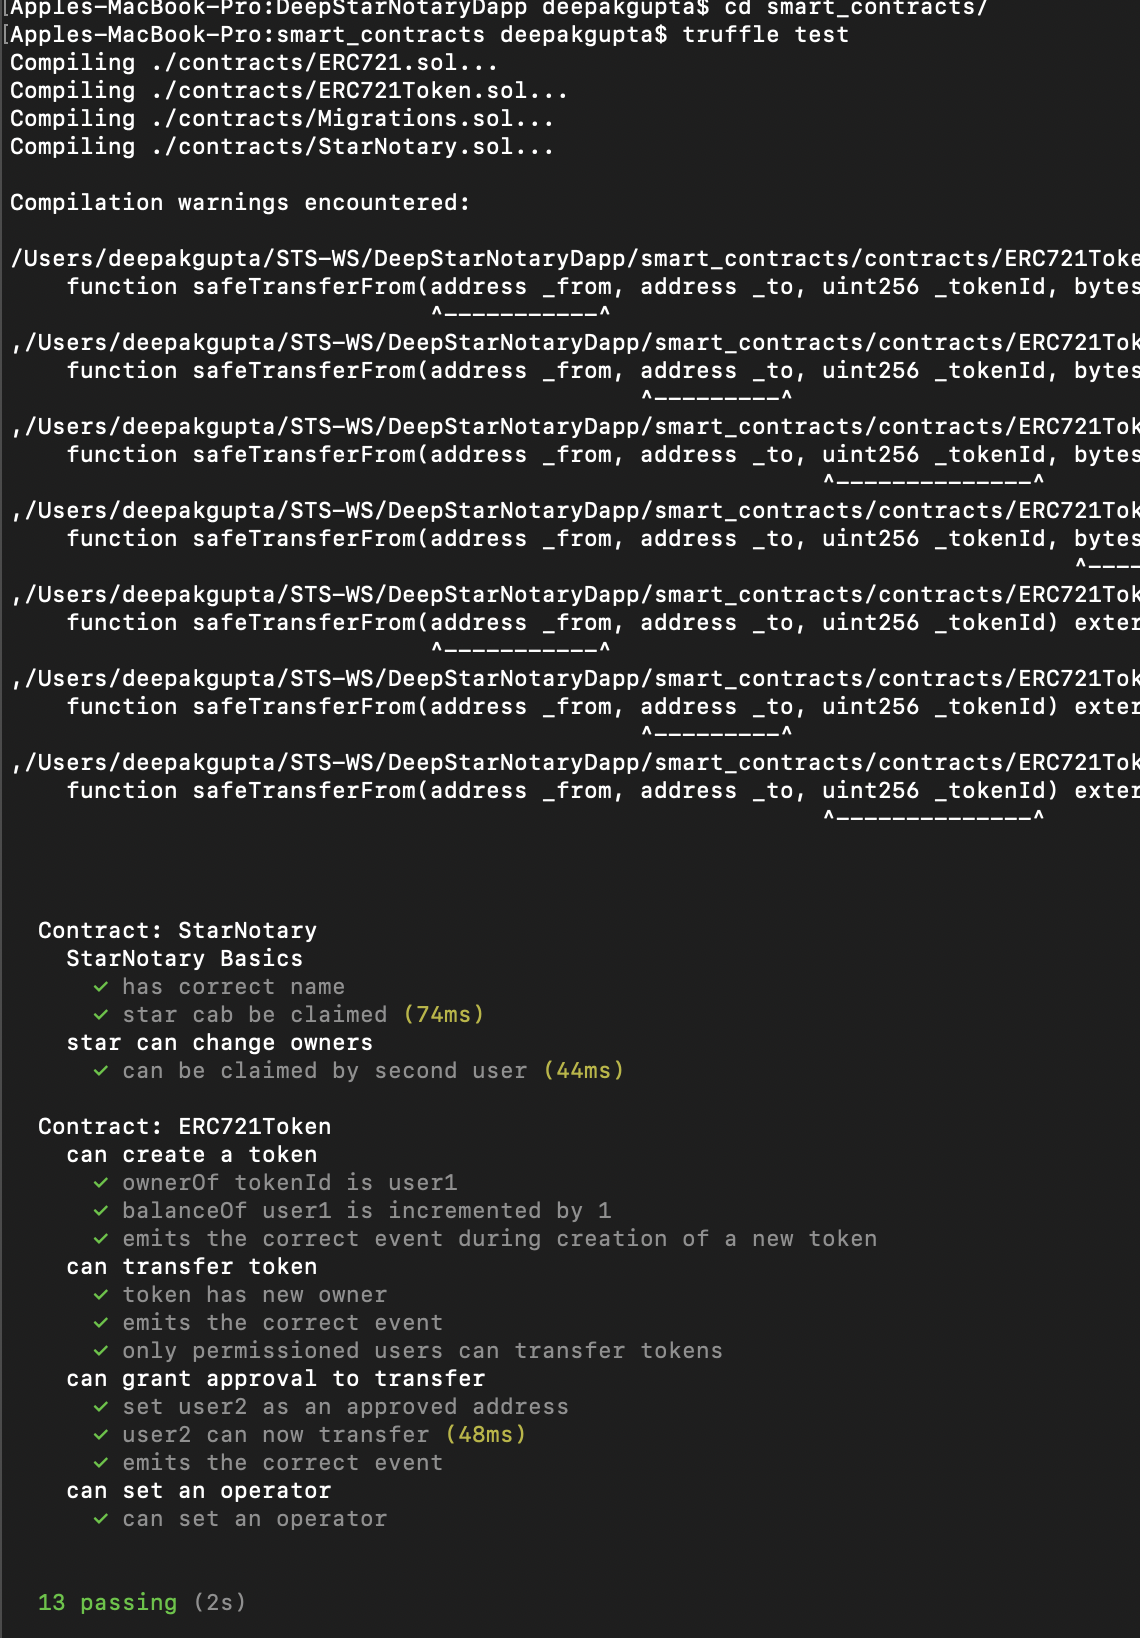 [Apples-MacBook-Pro:DeepStarNotaryDapp deepakgupta$ cd smart_contracts/
[Apples-MacBook-Pro:smart_contracts deepakgupta$ truffle test
Compiling ./contracts/ERC721.sol...
Compiling ./contracts/ERC721Token.sol...
Compiling ./contracts/Migrations.sol...
Compiling ./contracts/StarNotary.sol...
Compilation warnings encountered:
/Users/deepakgupta/STS-WS/DeepStarNotaryDapp/smart_contracts/contracts/ERC721Toke
function safeTransferFrom(address _from, address _to, uint256 _tokenId, bytes
^-----------^
,/Users/deepakgupta/STS-WS/DeepStarNotaryDapp/smart_contracts/contracts/ERC721Tok
function safeTransferFrom(address _from, address _to, uint256 _tokenId, bytes
^---------^
,/Users/deepakgupta/STS-WS/DeepStarNotaryDapp/smart_contracts/contracts/ERC721Tok
function safeTransferFrom(address _from, address _to, uint256 _tokenId, bytes
^--------------^
,/Users/deepakgupta/STS-WS/DeepStarNotaryDapp/smart_contracts/contracts/ERC721Tok
function safeTransferFrom(address _from, address _to, uint256 _tokenId, bytes
^----
,/Users/deepakgupta/STS-WS/DeepStarNotaryDapp/smart_contracts/contracts/ERC721Tok
function safeTransferFrom(address _from, address _to, uint256 _tokenId) exter
^-----------^
,/Users/deepakgupta/STS-WS/DeepStarNotaryDapp/smart_contracts/contracts/ERC721Tok
function safeTransferFrom(address _from, address _to, uint256 _tokenId) exter
^---------^
,/Users/deepakgupta/STS-WS/DeepStarNotaryDapp/smart_contracts/contracts/ERC721Tok
function safeTransferFrom(address _from, address _to, uint256 _tokenId) exter
^--------------^
Contract: StarNotary
StarNotary Basics
✓ has correct name
✓ star cab be claimed (74ms)
star can change owners
✓ can be claimed by second user (44ms)
Contract: ERC721Token
can create a token
✓ ownerOf tokenId is user1
✓ balanceOf user1 is incremented by 1
✓ emits the correct event during creation of a new token
can transfer token
✓ token has new owner
✓ emits the correct event
✓ only permissioned users can transfer tokens
can grant approval to transfer
✓ set user2 as an approved address
✓ user2 can now transfer (48ms)
✓ emits the correct event
can set an operator
✓ can set an operator
13 passing (2s)